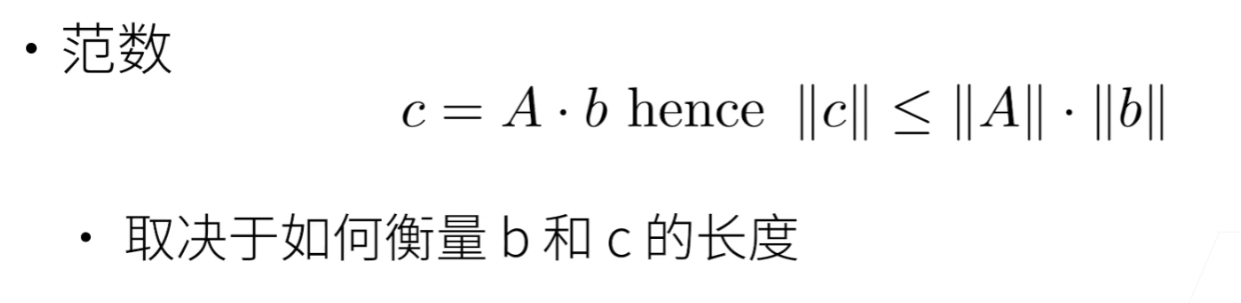 • 范数
c = A · b hence ‖c‖ ≤ ‖A‖ · ‖b‖
• 取决于如何衡量 b 和 c 的长度